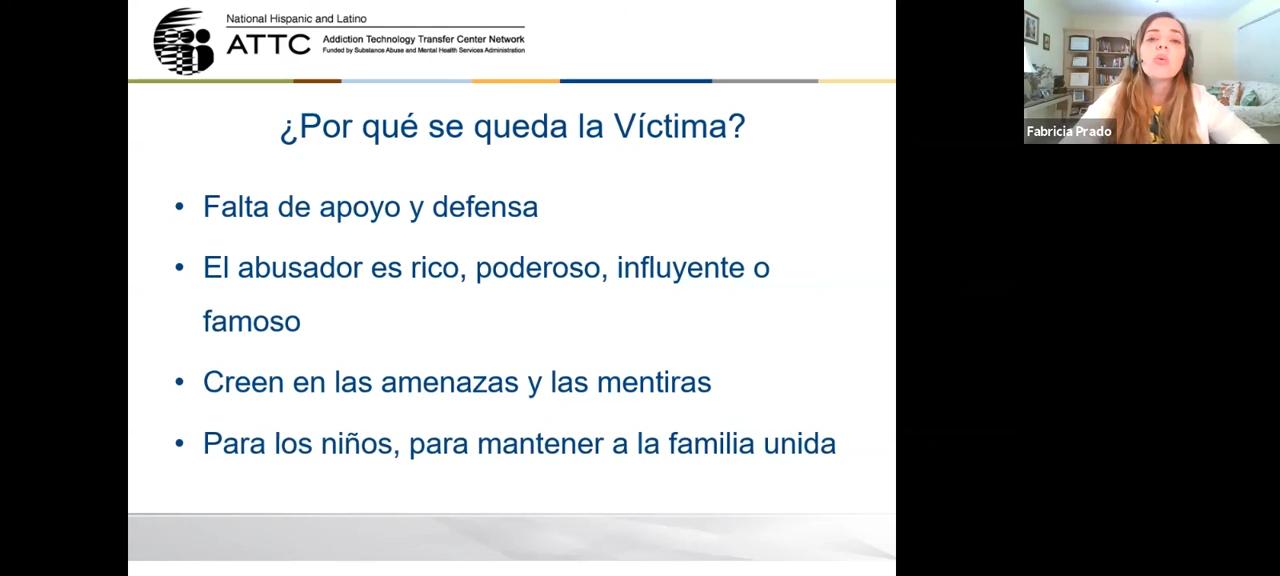 National Hispanic and Latino
ATTC
Addiction Technology Transfer Center Network
Funded by Substance Abuse and Mental Health Services Administration
¿Por qué se queda la Víctima?
• Falta de apoyo y defensa
• El abusador es rico, poderoso, influyente o
famoso
• Creen en las amenazas y las mentiras
• Para los niños, para mantener a la familia unida
Fabricia Prado